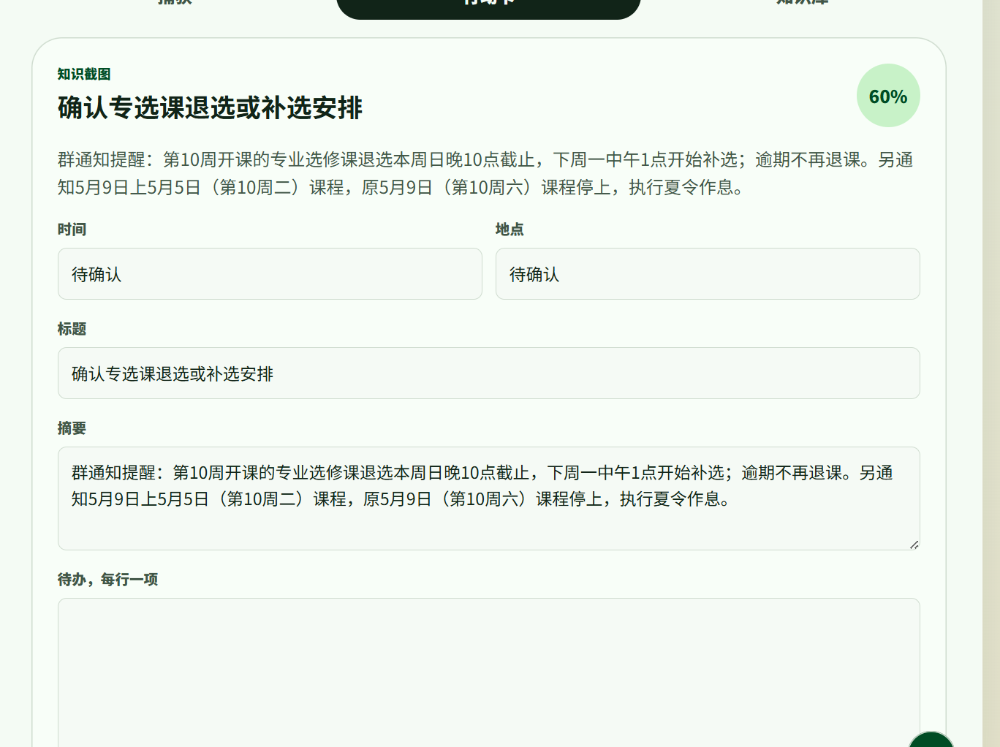 知识截图
60%
确认专选课退选或补选安排
群通知提醒：第10周开课的专业选修课退选本周日晚10点截止，下周一中午1点开始补选；逾期不再退课。另通
知5月9日上5月5日（第10周二）课程，原5月9日（第10周六）课程停上，执行夏令作息。
时间
地点
待确认
待确认
标题
确认专选课退选或补选安排
摘要
群通知提醒：第10周开课的专业选修课退选本周日晚10点截止，下周一中午1点开始补选；逾期不再退课。另通
知5月9日上5月5日（第10周二）课程，原5月9日（第10周六）课程停上，执行夏令作息。
待办，每行一项